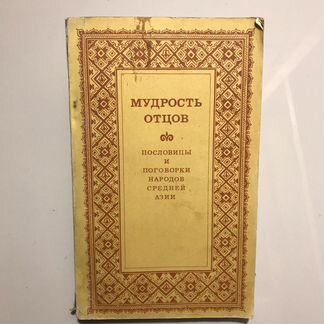 МУДРОСТЬ
ОТЦОВ
ПОСЛОВИЦЫ
И
ПОГОВОРКИ
НАРОДОВ
СРЕДНЕЙ
АЗИИ